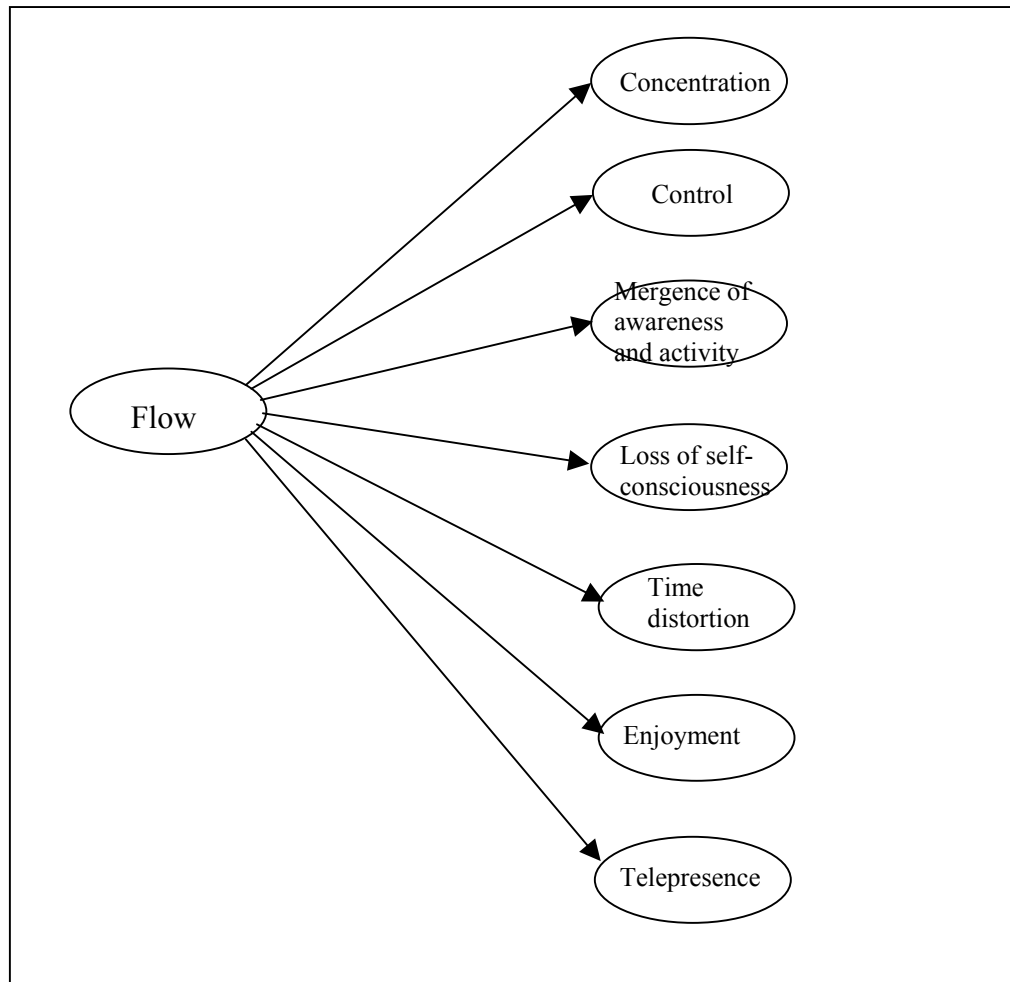 Concentration
Control
Mergence of
awareness
and activity
Flow
Loss of self-
consciousness
Time
distortion
Enjoyment
Telepresence